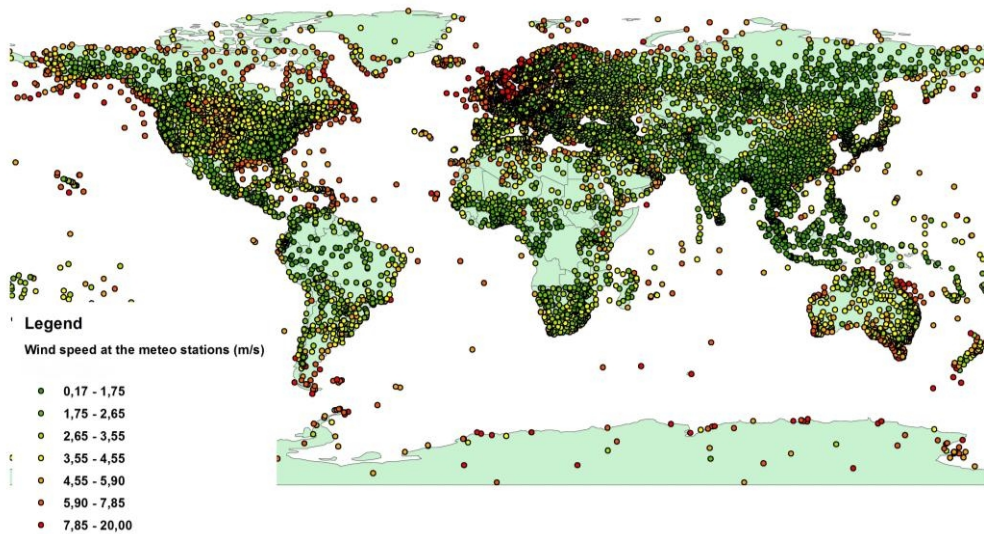 Legend
Wind speed at the meteo stations (m/s)
0,17 - 1,75
1,75 - 2,65
2,65 - 3,55
3,55 - 4,55
4,55 - 5,90
5,90 - 7,85
7,85 - 20,00